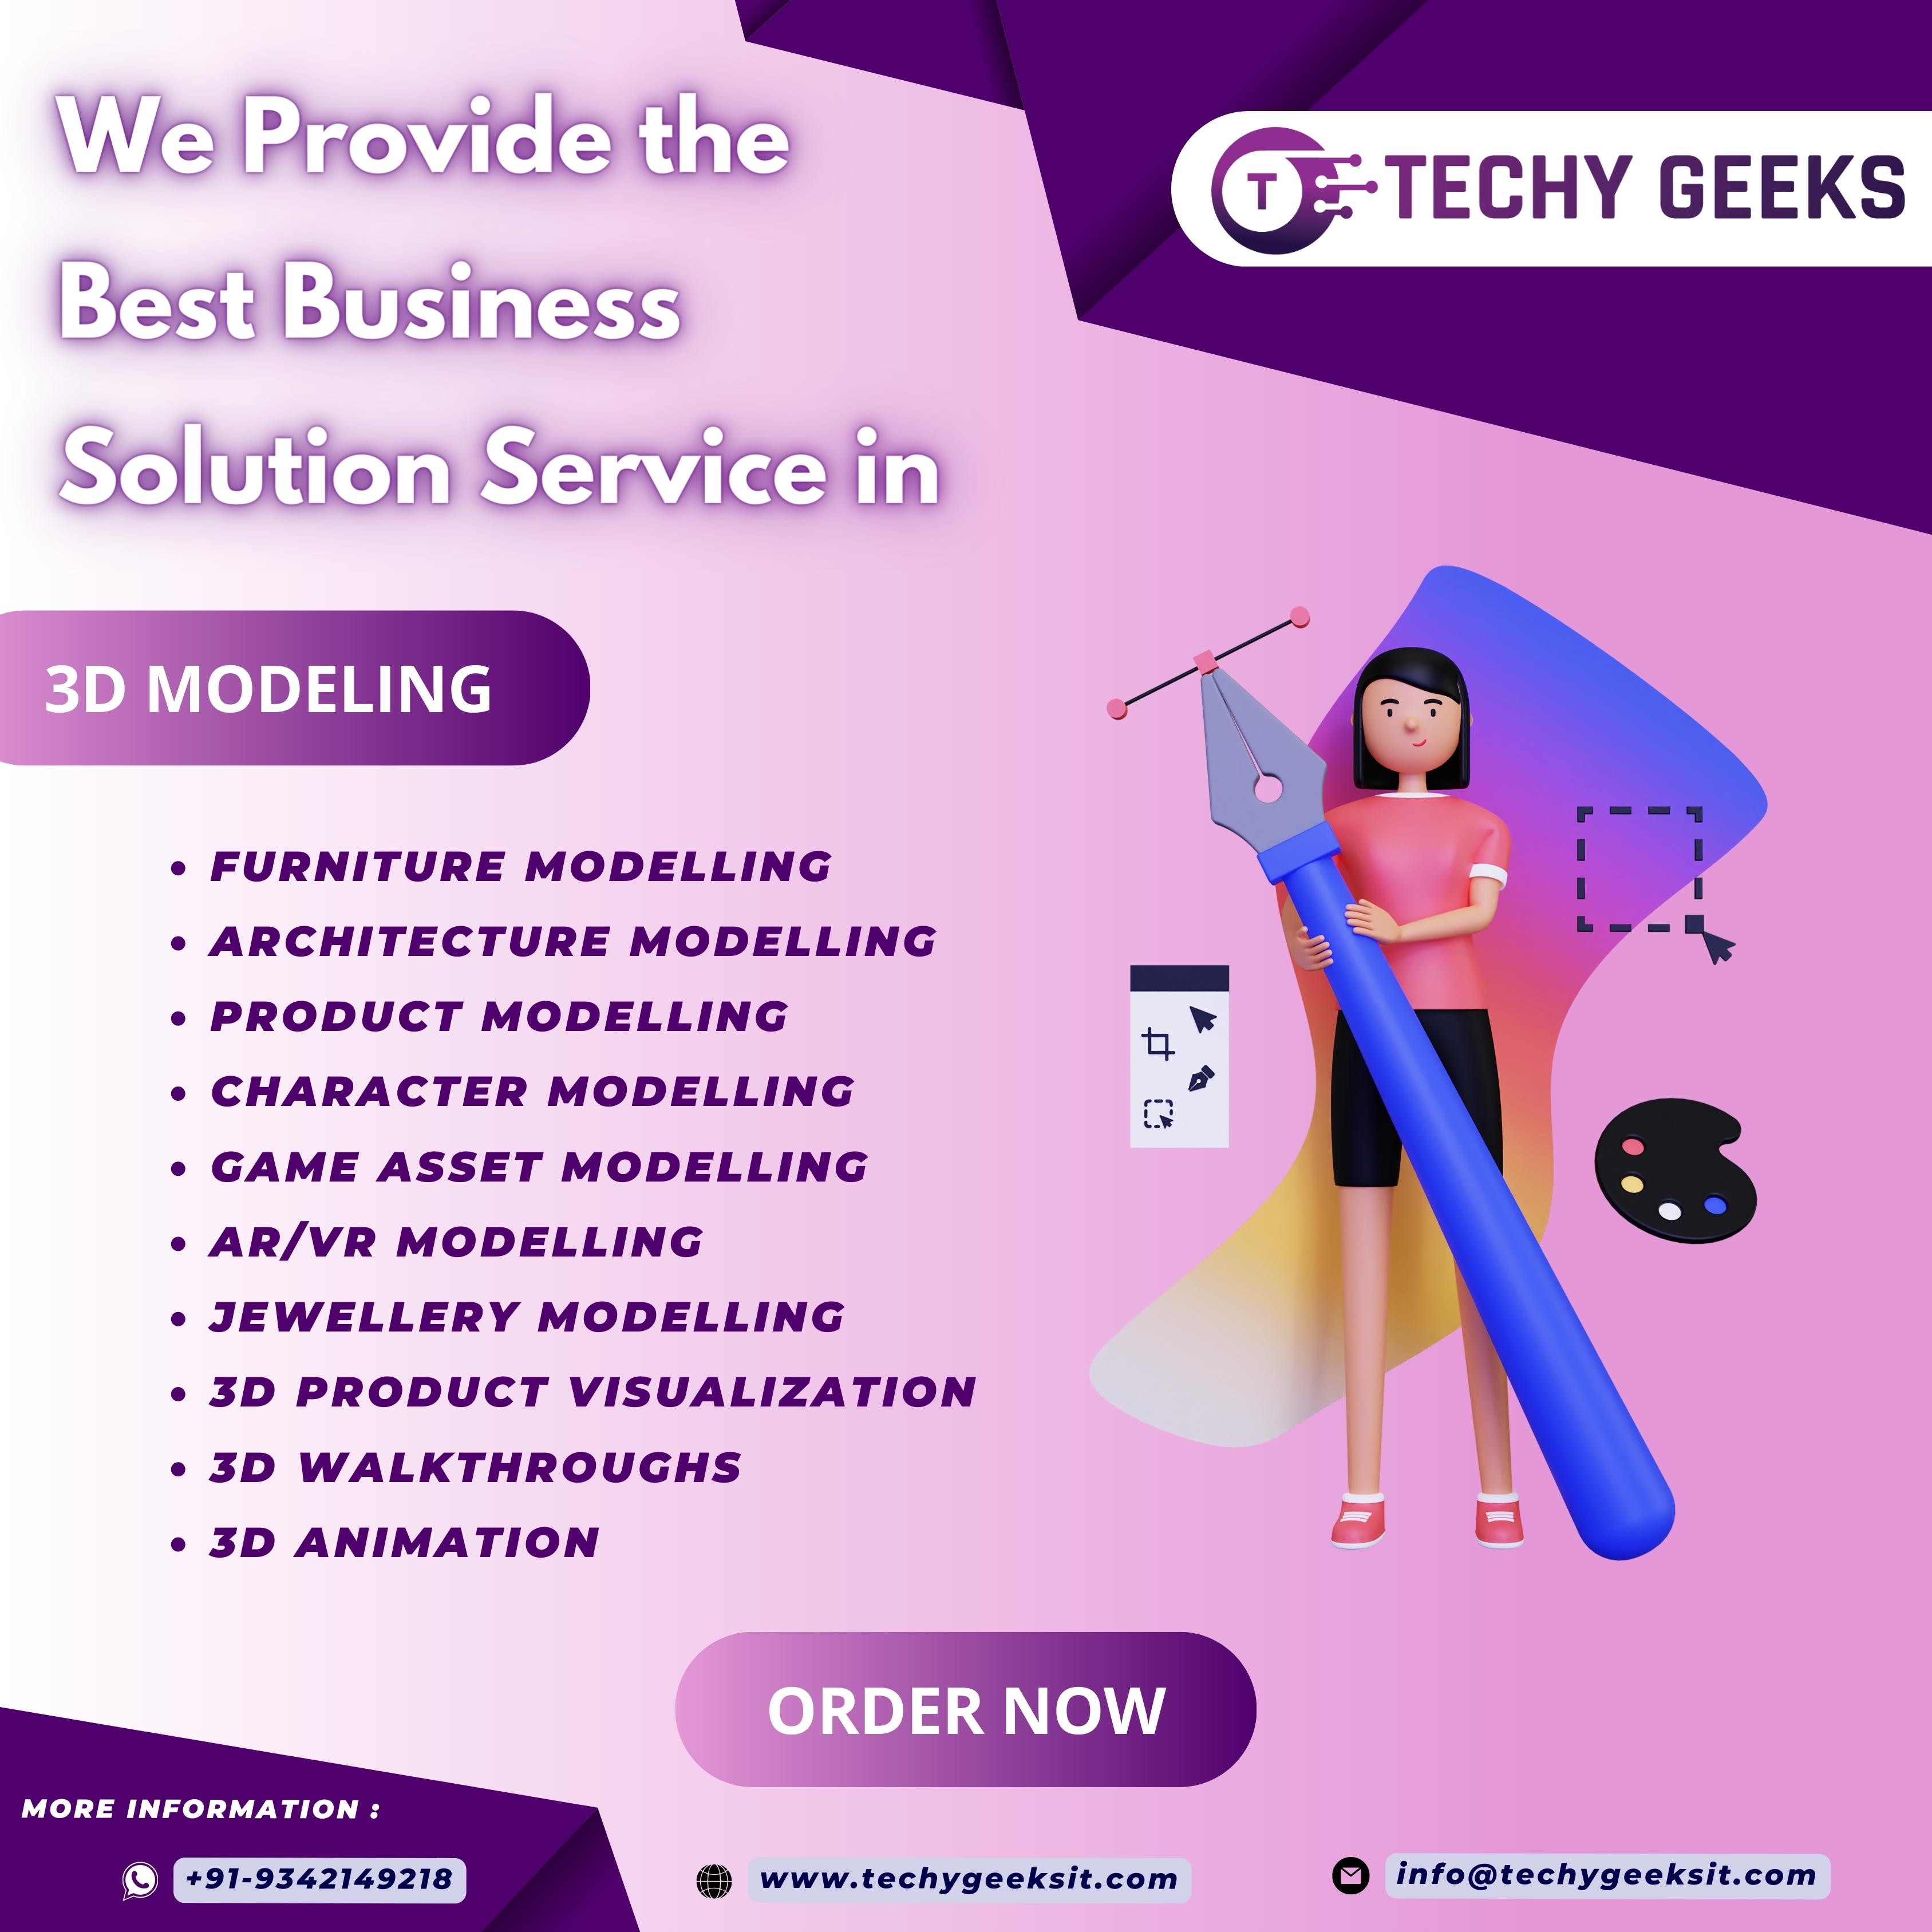 We Provide the
Best Business
Solution Service in
T TECHY GEEKS
3D MODELING
• FURNITURE MODELLING
• ARCHITECTURE MODELLING
• PRODUCT MODELLING
• CHARACTER MODELLING
• GAME ASSET MODELLING
• AR/VR MODELLING
• JEWELLERY MODELLING
• 3D PRODUCT VISUALIZATION
• 3D WALKTHROUGHS
• 3D ANIMATION
ORDER NOW
MORE INFORMATION :
+91-9342149218
www.techygeeksit.com
info@techygeeksit.com